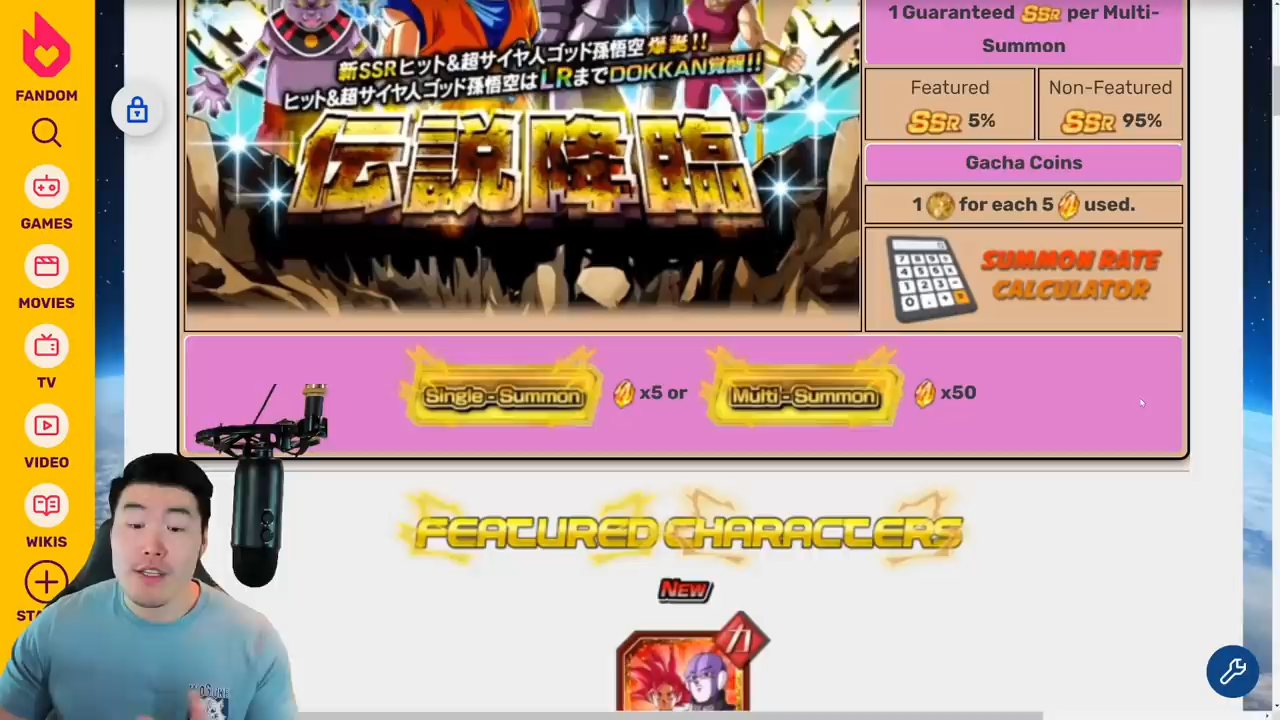 FANDOM
GAMES
MOVIES
TV
VIDEO
WIKIS
新SSRヒット&超サイヤ人ゴッド孫悟空爆誕!!
ヒット&超サイヤ人ゴッド孫悟空はLRまでDOKKAN覚醒!!
伝説降臨
1 Guaranteed SSR per Multi-
Summon
Featured
SSR 5%
Non-Featured
SSR 95%
Gacha Coins
1 for each 5 used.
SUMMON RATE
CALCULATOR
Single-Summon x5 or Multi-Summon x50
FEATURED CHARACTERS
New
力